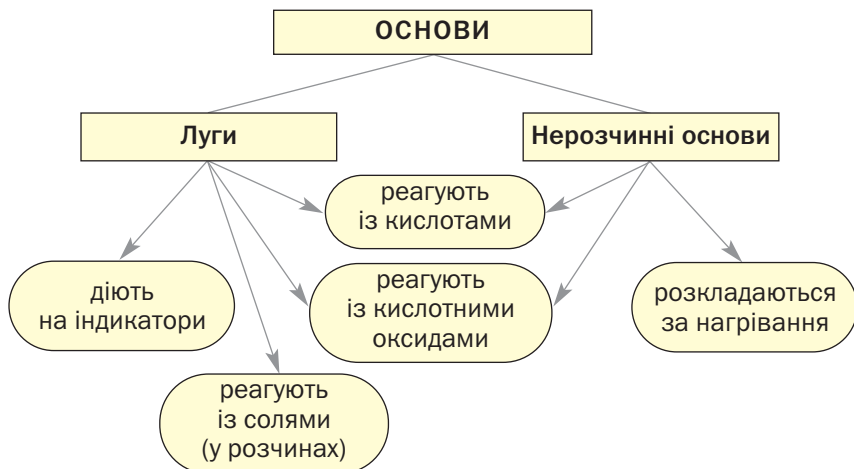 ОСНОВИ
Луги
Нерозчинні основи
реагують
із кислотами
діють
на індикатори
реагують
із кислотними
оксидами
розкладаються
за нагрівання
реагують
із солями
(у розчинах)